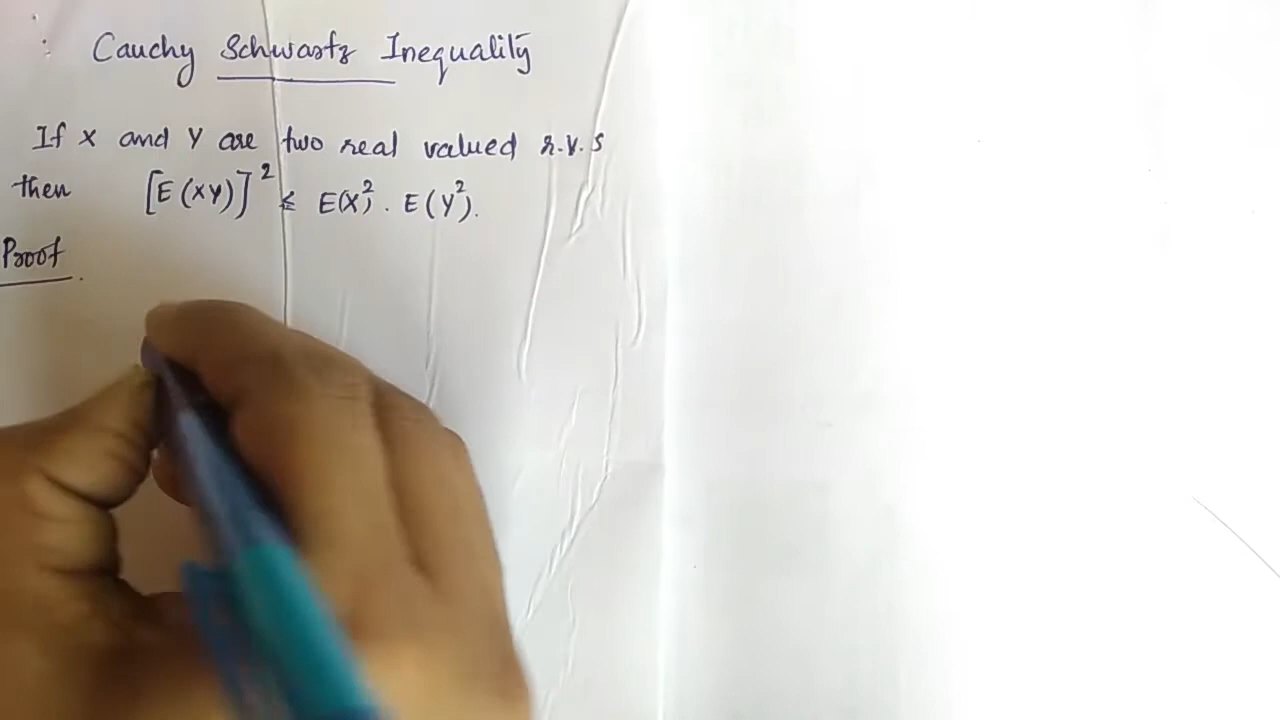 : Cauchy Schwartz Inequality
If X and Y are two real valued r.v.s
then [E(XY)]² ≤ E(X²). E(Y²).
Proof.